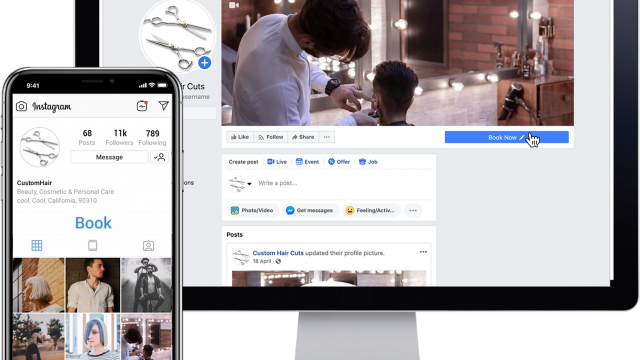 9:41
Instagram
68
11k
789
Posts
Followers
Following
Message
CustomHair
Beauty, Cosmetic & Personal Care
cool, Cool, California, 90310
Book
Cuts
username
ons
Like
Follow
Share
Book Now
Create post
Live
Event
Offer
Job
Write a post...
Photo/Video
Get messages
Feeling/Activ...
Posts
Custom Hair Cuts updated their profile picture.
18 April